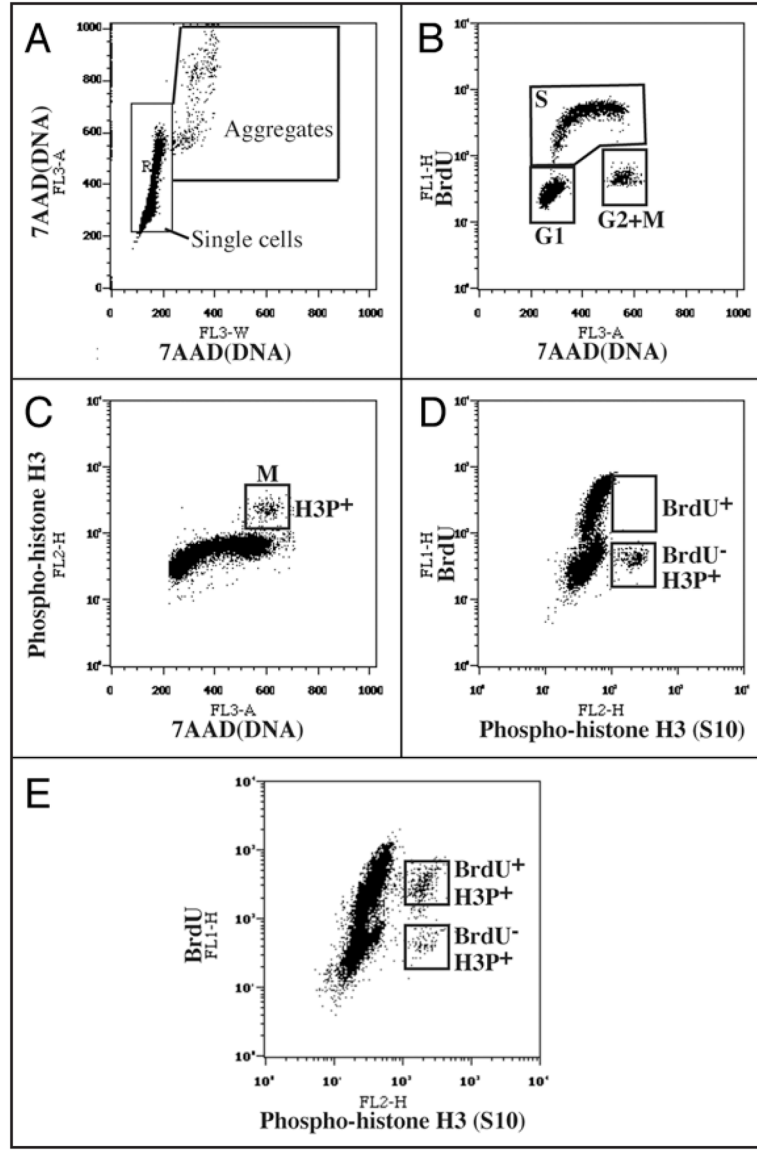 A
1000
800
600
400
200
0
7AAD(DNA)
FL3-A
R
Aggregates
Single cells
0 200 400 600 800 1000
FL3-W
7AAD(DNA)
:
B
BrdU
FL1-H
S
G1
G2+M
0 200 400 600 800 1000
FL3-A
7AAD(DNA)
C
Phospho-histone H3
FL2-H
M
H3P⁺
0 200 400 600 800 1000
FL3-A
7AAD(DNA)
D
BrdU
FL1-H
BrdU⁺
BrdU⁻
H3P⁺
FL2-H
Phospho-histone H3 (S10)
E
BrdU
FL1-H
BrdU⁺
H3P⁺
BrdU⁻
H3P⁺
FL2-H
Phospho-histone H3 (S10)